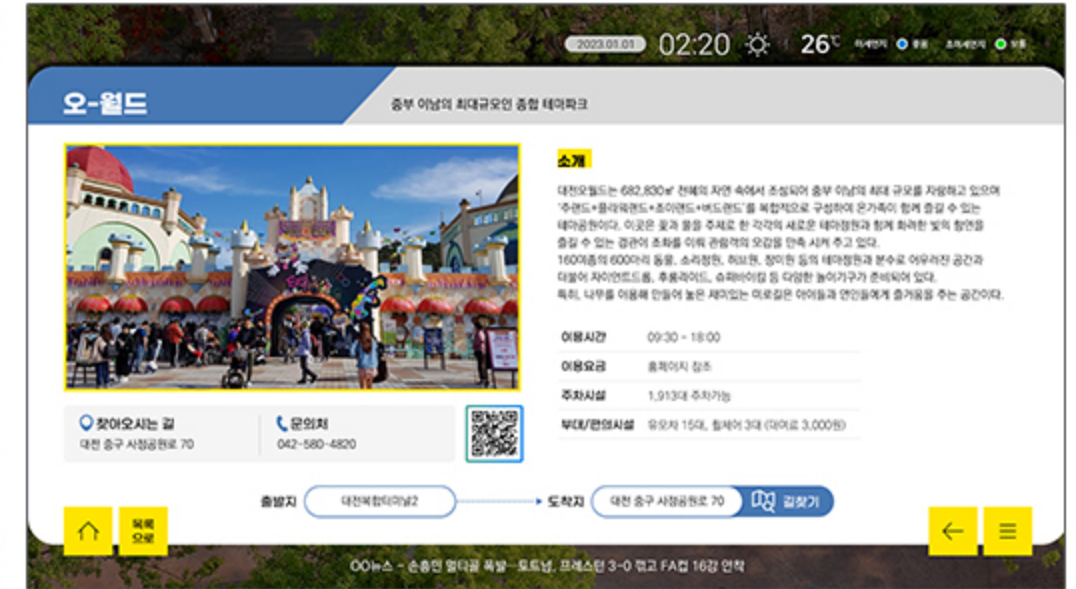 2023.01.01 02:20 26℃ 미세먼지 좋음 초미세먼지 보통
오-월드
중부 이남의 최대규모인 종합 테마파크
소개
대전오월드는 682,830㎡ 천혜의 자연 속에서 조성되어 중부 이남의 최대 규모를 자랑하고 있으며
'주랜드+플라워랜드+조이랜드+버드랜드'를 복합적으로 구성하여 온가족이 함께 즐길 수 있는
테마공원이다. 이곳은 꽃과 물을 주제로 한 각각의 새로운 테마정원과 함께 화려한 빛의 향연을
즐길 수 있는 경관이 조화를 이뤄 관람객의 오감을 만족 시켜 주고 있다.
160여종의 600마리 동물, 소리정원, 허브원, 장미원 등의 테마정원과 분수로 어우러진 공간과
더불어 자이언트드롭, 후룸라이드, 슈퍼바이킹 등 다양한 놀이기구가 준비되어 있다.
특히, 나무를 이용해 만들어 놓은 재미있는 미로길은 아이들과 연인들에게 즐거움을 주는 공간이다.
이용시간 09:30 - 18:00
이용요금 홈페이지 참조
주차시설 1,913대 주차가능
부대/편의시설 유모차 15대, 휠체어 3대 (대여료 3,000원)
찾아오시는 길
대전 중구 사정공원로 70
문의처
042-580-4820
출발지 대전복합터미널2 도착지 대전 중구 사정공원로 70 길찾기
목록
으로
OO뉴스 - 손흥민 멀티골 폭발…토트넘, 프레스턴 3-0 꺾고 FA컵 16강 안착